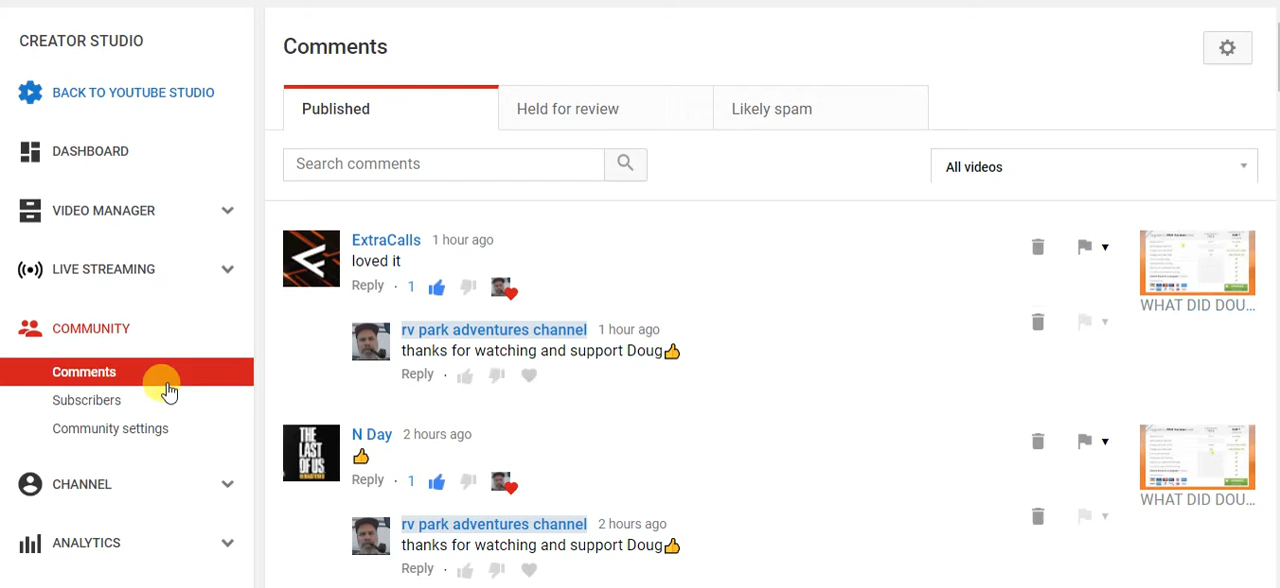 CREATOR STUDIO
BACK TO YOUTUBE STUDIO
DASHBOARD
VIDEO MANAGER
LIVE STREAMING
COMMUNITY
Comments
Subscribers
Community settings
CHANNEL
ANALYTICS
Comments
Published
Held for review
Likely spam
Search comments
All videos
ExtraCalls 1 hour ago
loved it
Reply · 1
WHAT DID DOU...
rv park adventures channel 1 hour ago
thanks for watching and support Doug👍
Reply ·
THE
LAST
OF US
N Day 2 hours ago
👍
Reply · 1
WHAT DID DOU...
rv park adventures channel 2 hours ago
thanks for watching and support Doug👍
Reply ·